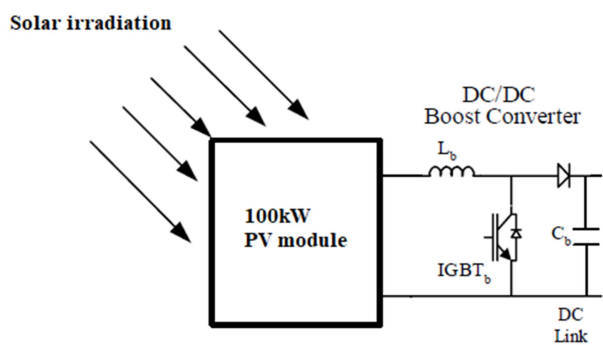 Solar irradiation
DC/DC
Boost Converter
L_b
100kW
PV module
IGBT_b
C_b
DC
Link